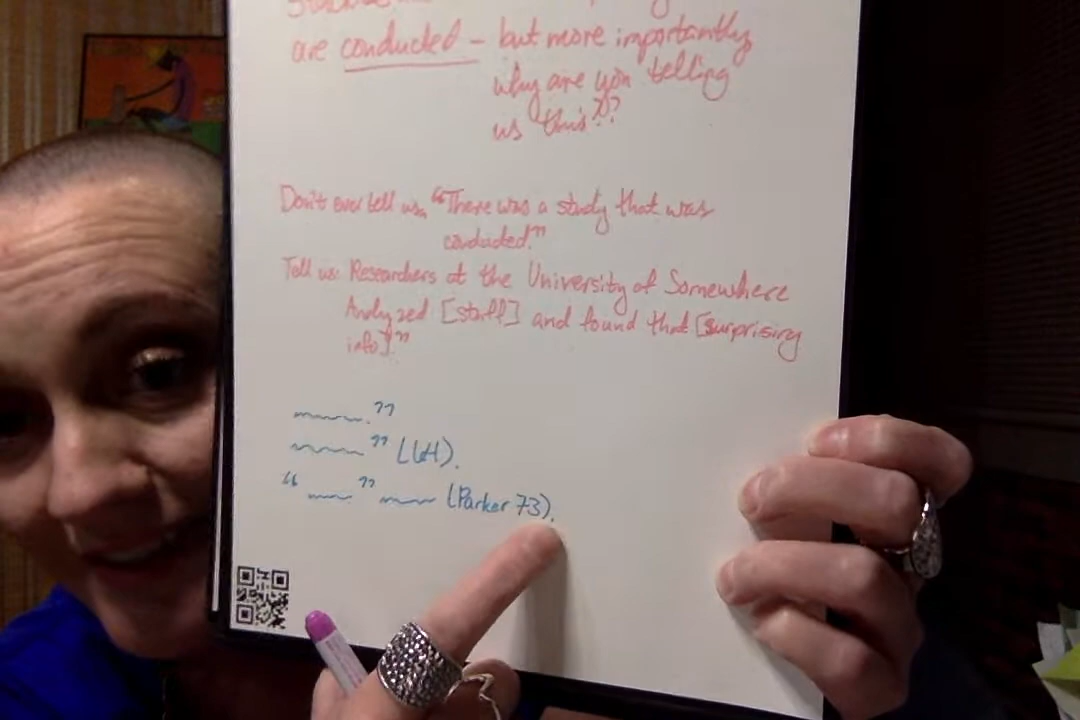 are conducted – but more importantly
why are you telling
us this??
Don't ever tell us, "There was a study that was
conducted."
Tell us: Researchers at the University of Somewhere
Analyzed [stuff] and found that [surprising
info]."
."
" (64).
" " (Parker 73).